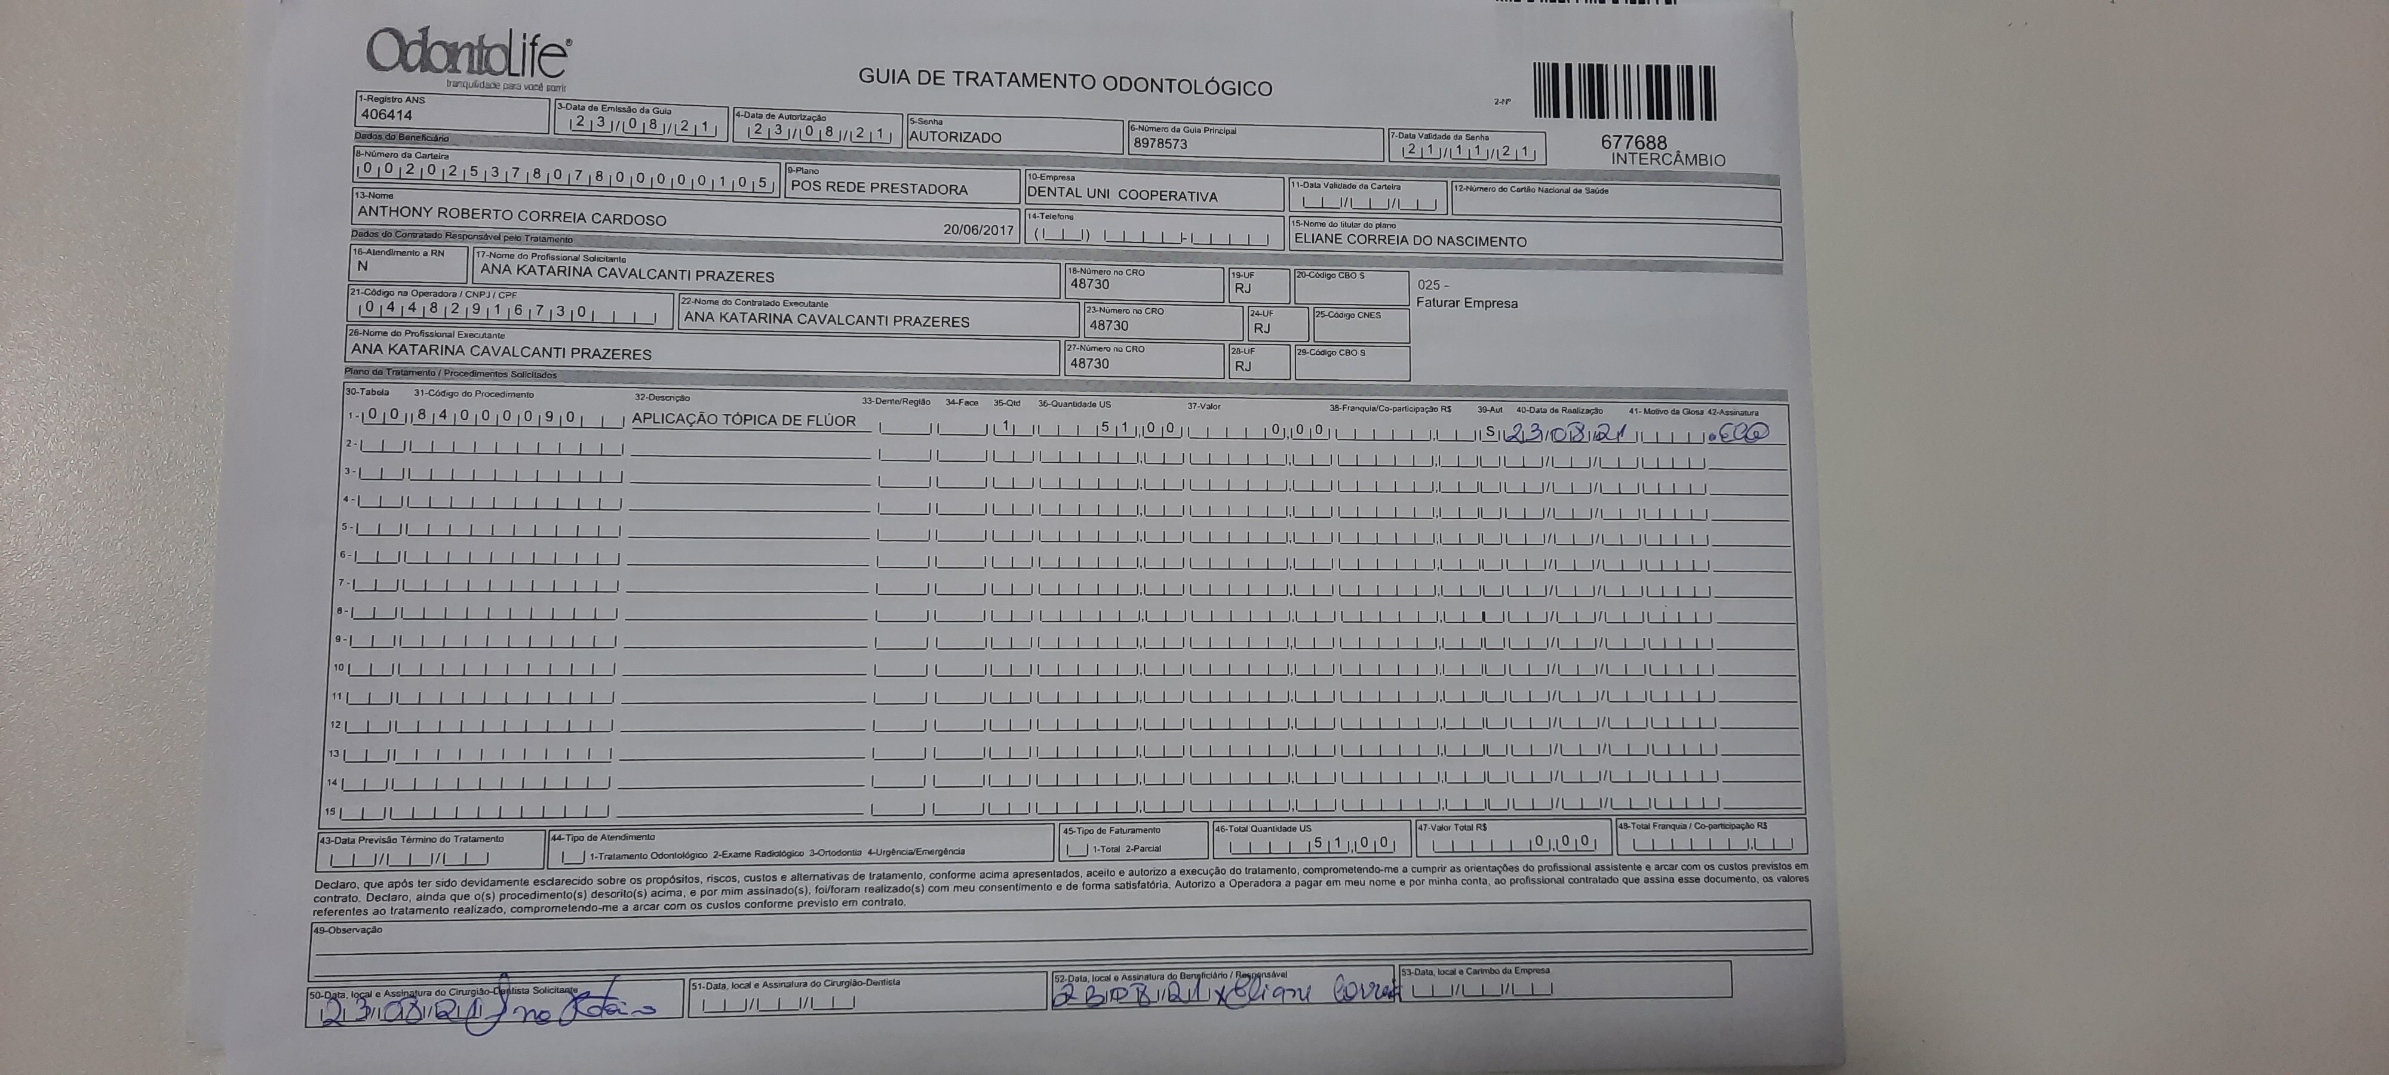 OdontoLife®
tranquilidade para você sorrir
GUIA DE TRATAMENTO ODONTOLÓGICO
2-Nº
677688
INTERCÂMBIO
1-Registro ANS
406414
3-Data de Emissão da Guia
23/08/21
4-Data de Autorização
23/08/21
5-Senha
AUTORIZADO
6-Número da Guia Principal
8978573
7-Data Validade da Senha
21/11/21
Dados do Beneficiário
8-Número da Carteira
00202537807800000105
9-Plano
POS REDE PRESTADORA
10-Empresa
DENTAL UNI COOPERATIVA
11-Data Validade da Carteira
12-Número do Cartão Nacional de Saúde
13-Nome
ANTHONY ROBERTO CORREIA CARDOSO 20/06/2017
14-Telefone
15-Nome do titular do plano
ELIANE CORREIA DO NASCIMENTO
Dados do Contratado Responsável pelo Tratamento
16-Atendimento a RN
N
17-Nome do Profissional Solicitante
ANA KATARINA CAVALCANTI PRAZERES
18-Número no CRO
48730
19-UF
RJ
20-Código CBO S
025 -
Faturar Empresa
21-Código na Operadora / CNPJ / CPF
04482916730
22-Nome do Contratado Executante
ANA KATARINA CAVALCANTI PRAZERES
23-Número no CRO
48730
24-UF
RJ
25-Código CNES
26-Nome do Profissional Executante
ANA KATARINA CAVALCANTI PRAZERES
27-Número no CRO
48730
28-UF
RJ
29-Código CBO S
Plano de Tratamento / Procedimentos Solicitados
30-Tabela 31-Código do Procedimento 32-Descrição 33-Dente/Região 34-Face 35-Qtd 36-Quantidade US 37-Valor 38-Franquia/Co-participação R$ 39-Aut 40-Data de Realização 41- Motivo da Glosa 42-Assinatura
1- 00 84000090 APLICAÇÃO TÓPICA DE FLÚOR 1 51,00 0,00 S 23/08/21
2-
3-
4-
5-
6-
7-
8-
9-
10
11
12
13
14
15
43-Data Previsão Término do Tratamento
44-Tipo de Atendimento
1-Tratamento Odontológico 2-Exame Radiológico 3-Ortodontia 4-Urgência/Emergência
45-Tipo de Faturamento
1-Total 2-Parcial
46-Total Quantidade US
51,00
47-Valor Total R$
0,00
48-Total Franquia / Co-participação R$
Declaro, que após ter sido devidamente esclarecido sobre os propósitos, riscos, custos e alternativas de tratamento, conforme acima apresentados, aceito e autorizo a execução do tratamento, comprometendo-me a cumprir as orientações do profissional assistente e arcar com os custos previstos em
contrato. Declaro, ainda que o(s) procedimento(s) descrito(s) acima, e por mim assinado(s), foi/foram realizado(s) com meu consentimento e de forma satisfatória. Autorizo a Operadora a pagar em meu nome e por minha conta, ao profissional contratado que assina esse documento, os valores
referentes ao tratamento realizado, comprometendo-me a arcar com os custos conforme previsto em contrato.
49-Observação
50-Data, local e Assinatura do Cirurgião-Dentista Solicitante
23/08/21
51-Data, local e Assinatura do Cirurgião-Dentista
52-Data, local e Assinatura do Beneficiário / Responsável
23/08/21 x Eliane Correi
53-Data, local e Carimbo da Empresa